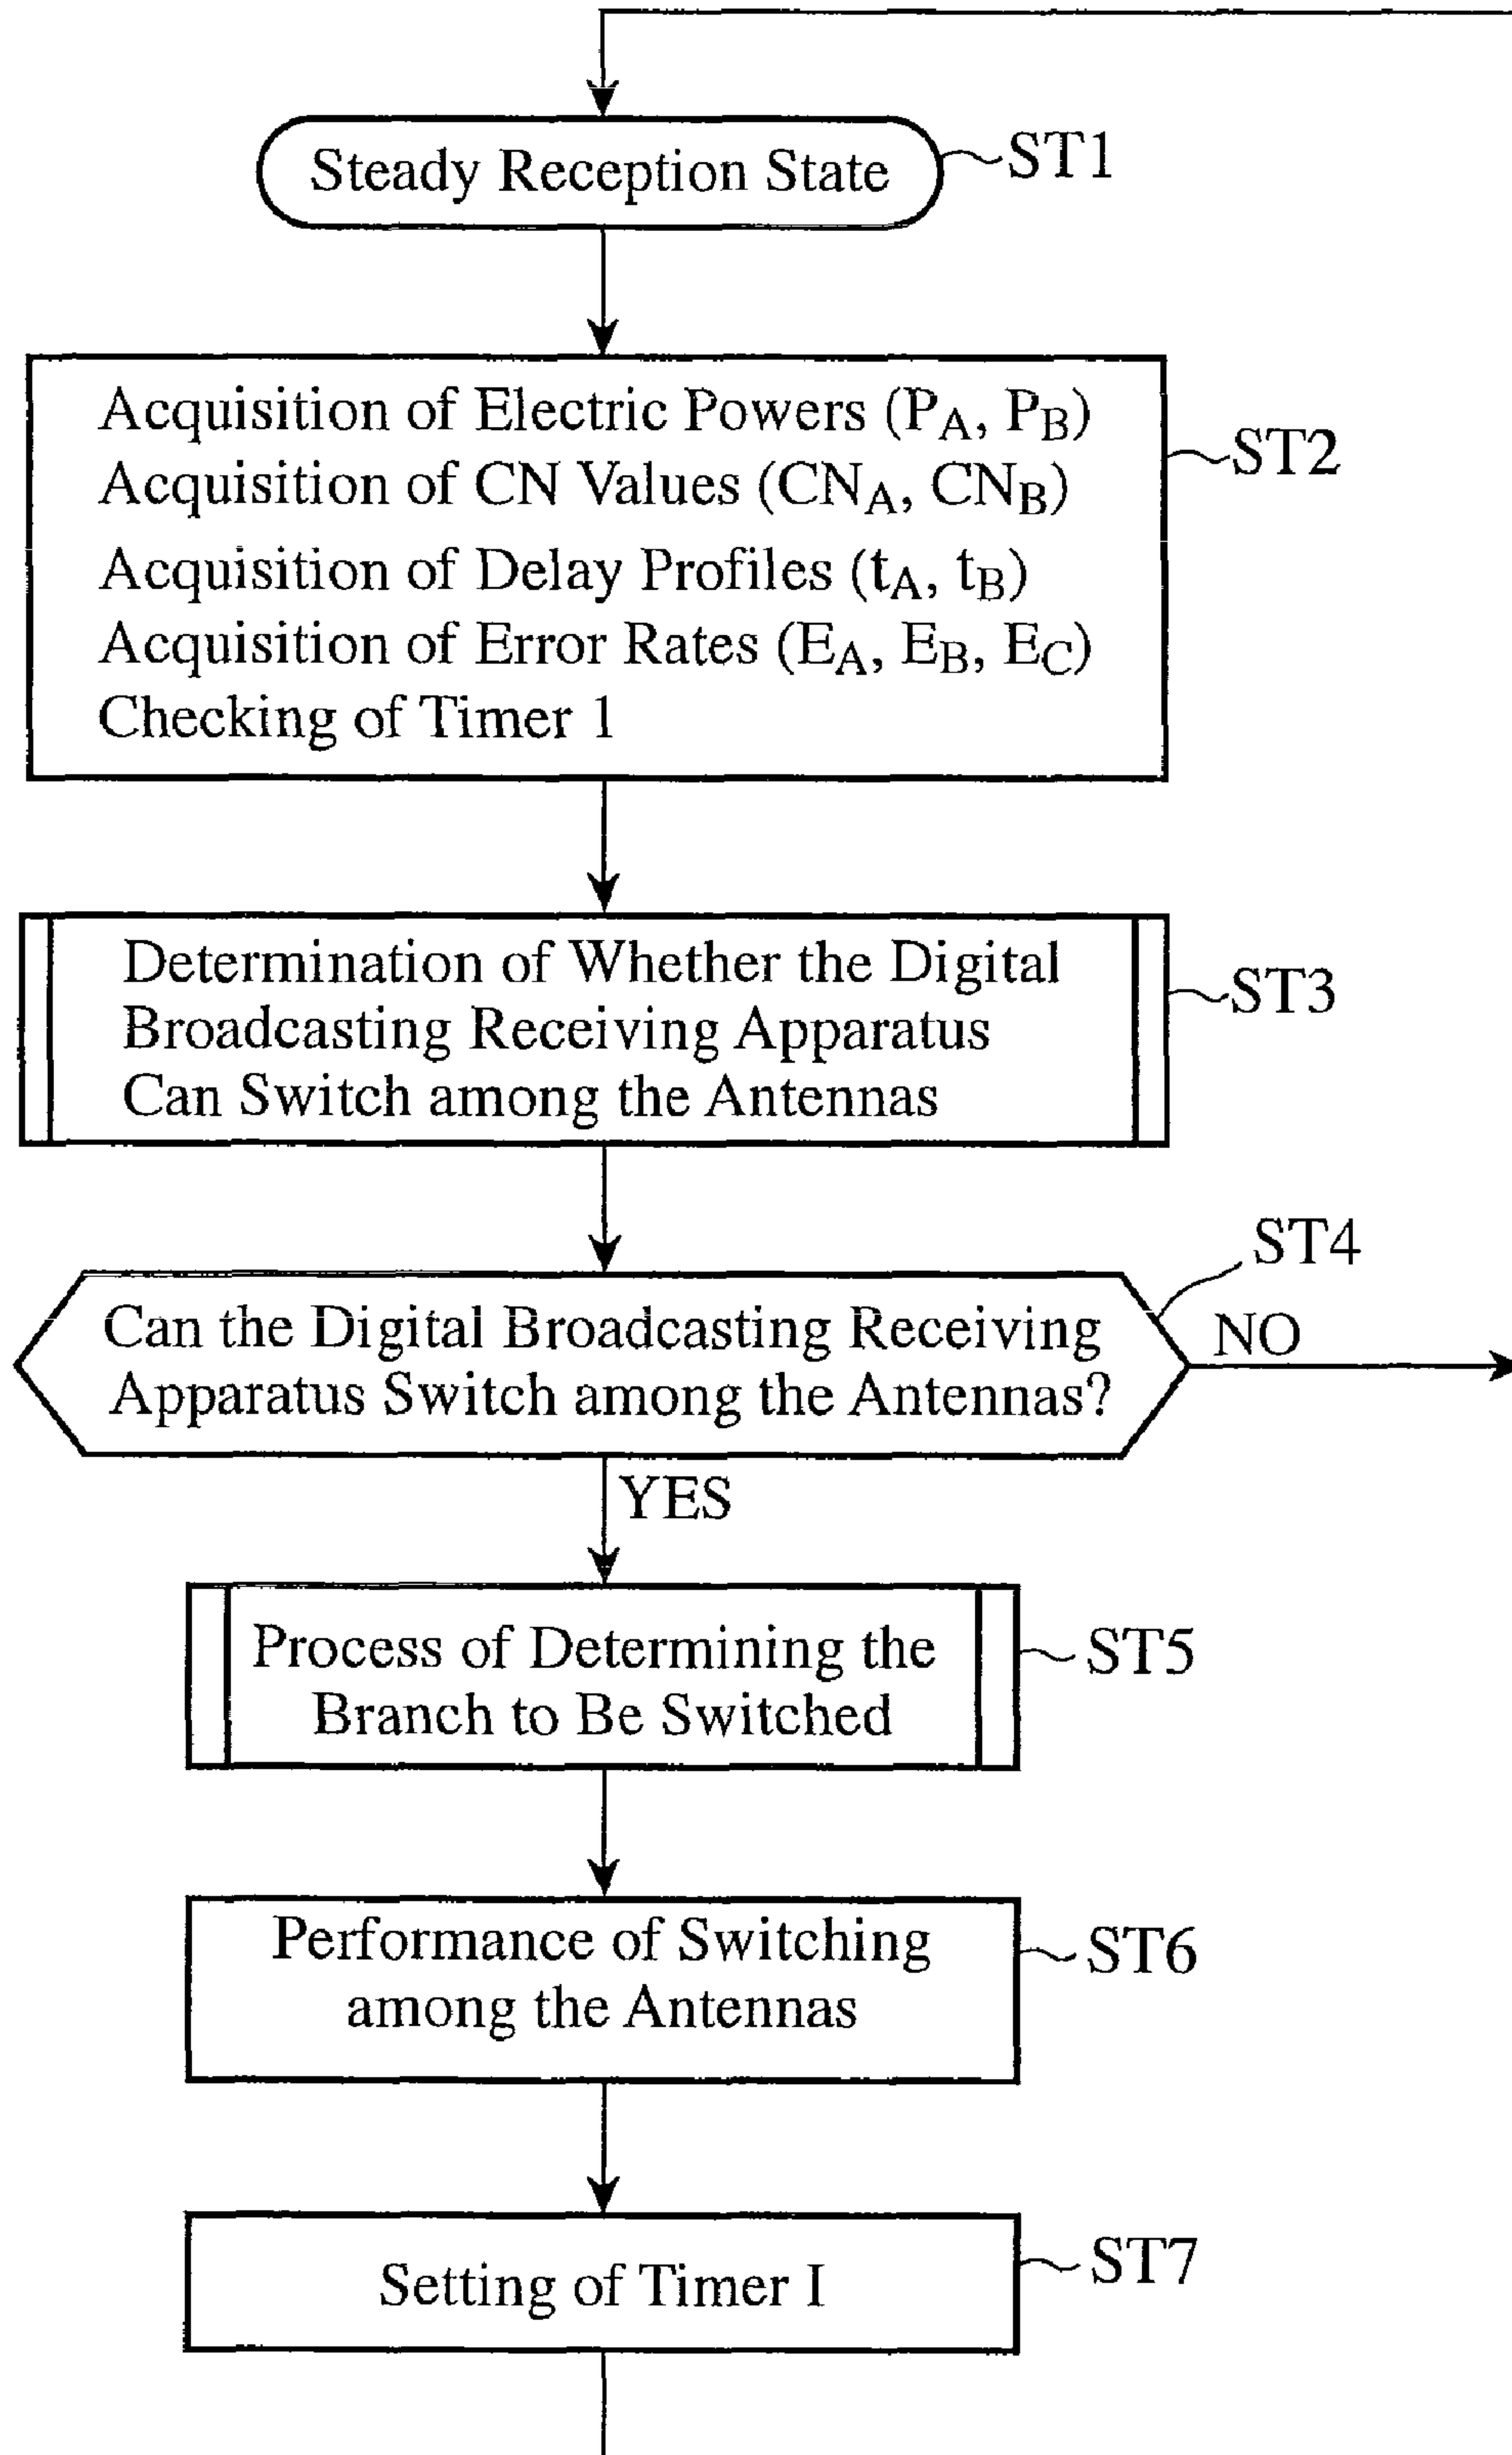 Steady Reception State
ST1
Acquisition of Electric Powers (PA, PB)
Acquisition of CN Values (CNA, CNB)
Acquisition of Delay Profiles (tA, tB)
Acquisition of Error Rates (EA, EB, EC)
Checking of Timer 1
ST2
Determination of Whether the Digital
Broadcasting Receiving Apparatus
Can Switch among the Antennas
ST3
ST4
Can the Digital Broadcasting Receiving
Apparatus Switch among the Antennas?
NO
YES
Process of Determining the
Branch to Be Switched
ST5
Performance of Switching
among the Antennas
ST6
Setting of Timer I
ST7